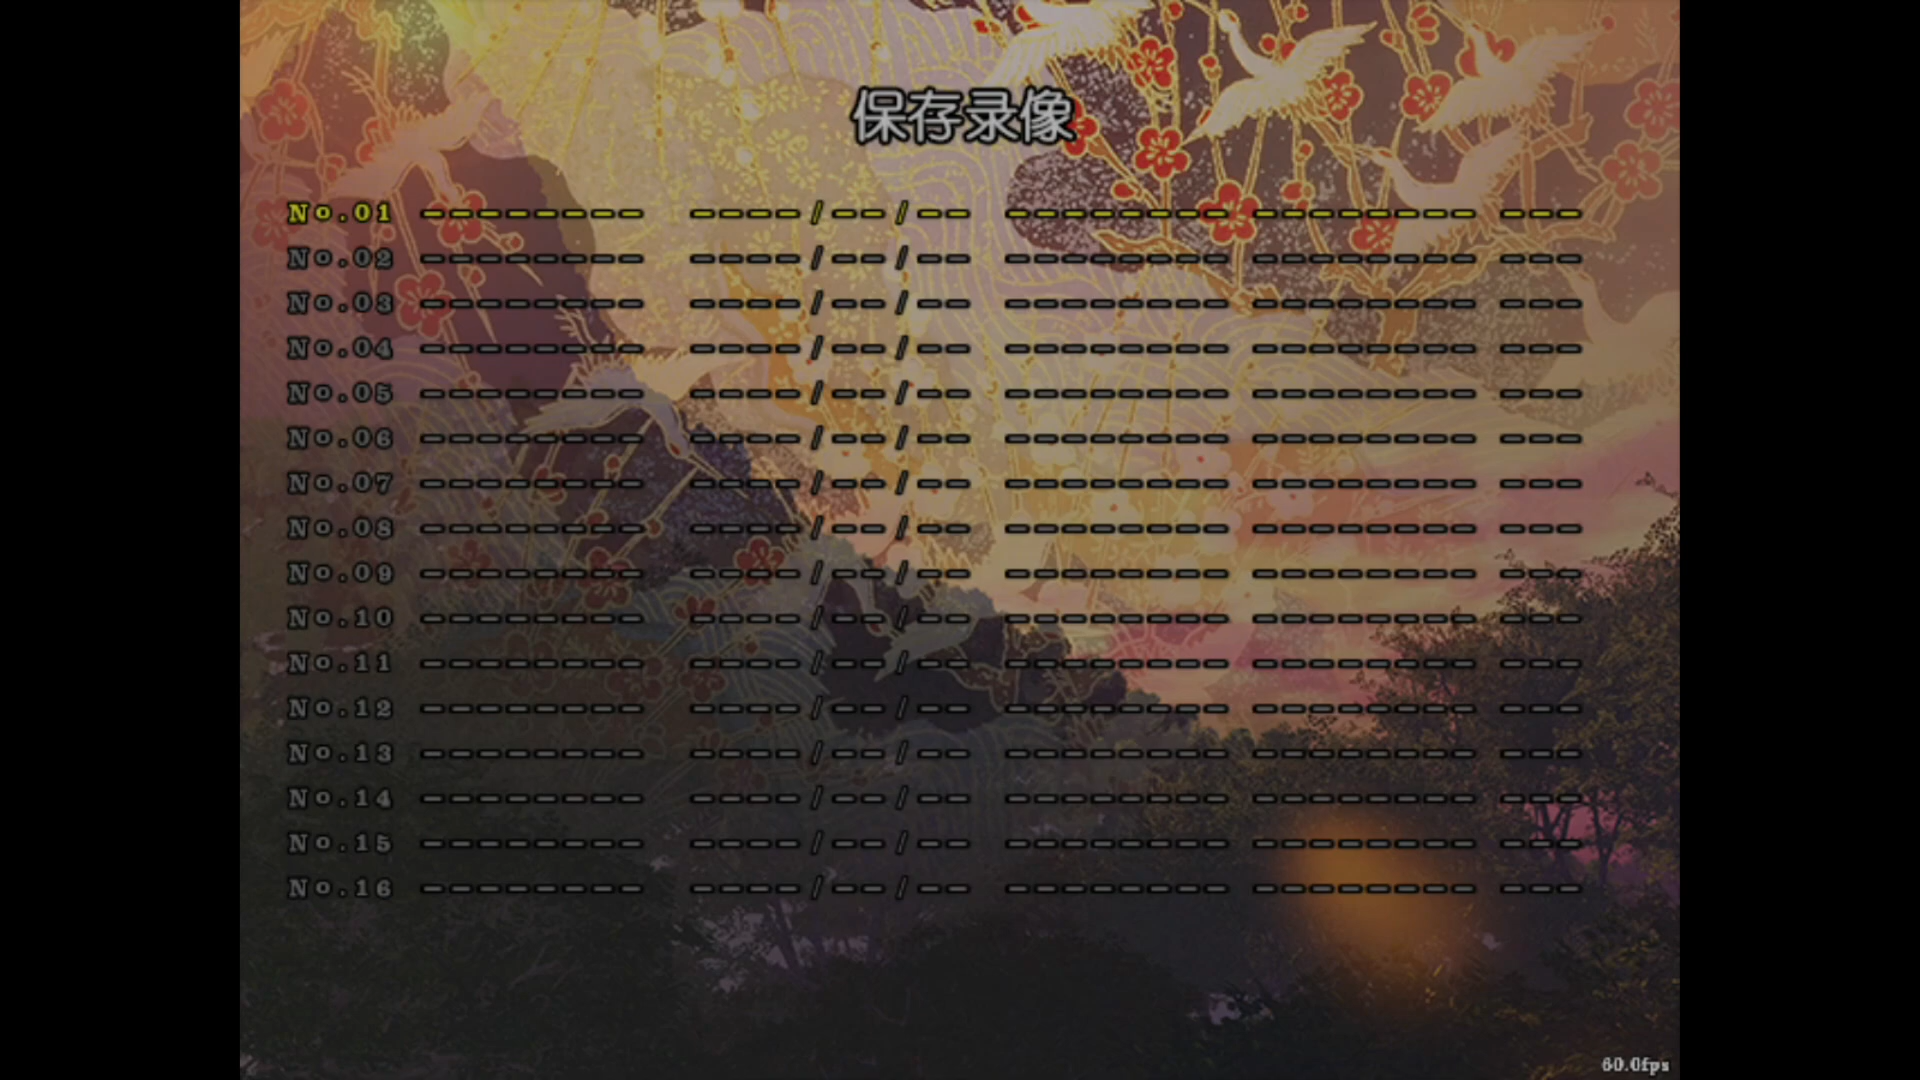 保存录像
No.01 -------- ----/--/-- -------- -------- ---
No.02 -------- ----/--/-- -------- -------- ---
No.03 -------- ----/--/-- -------- -------- ---
No.04 -------- ----/--/-- -------- -------- ---
No.05 -------- ----/--/-- -------- -------- ---
No.06 -------- ----/--/-- -------- -------- ---
No.07 -------- ----/--/-- -------- -------- ---
No.08 -------- ----/--/-- -------- -------- ---
No.09 -------- ----/--/-- -------- -------- ---
No.10 -------- ----/--/-- -------- -------- ---
No.11 -------- ----/--/-- -------- -------- ---
No.12 -------- ----/--/-- -------- -------- ---
No.13 -------- ----/--/-- -------- -------- ---
No.14 -------- ----/--/-- -------- -------- ---
No.15 -------- ----/--/-- -------- -------- ---
No.16 -------- ----/--/-- -------- -------- ---
60.0fps